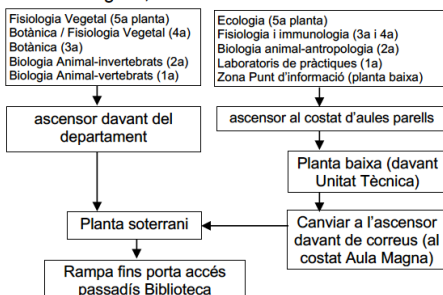 Fisiologia Vegetal (5a planta)
Botànica / Fisiologia Vegetal (4a)
Botànica (3a)
Biologia Animal-invertebrats (2a)
Biologia Animal-vertebrats (1a)
Ecologia (5a planta)
Fisiologia i immunologia (3a i 4a)
Biologia animal-antropologia (2a)
Laboratoris de pràctiques (1a)
Zona Punt d'informació (planta baixa)
ascensor davant del
departament
ascensor al costat d'aules parells
Planta baixa (davant
Unitat Tècnica)
Planta soterrani
Canviar a l'ascensor
davant de correus (al
costat Aula Magna)
Rampa fins porta accés
passadís Biblioteca